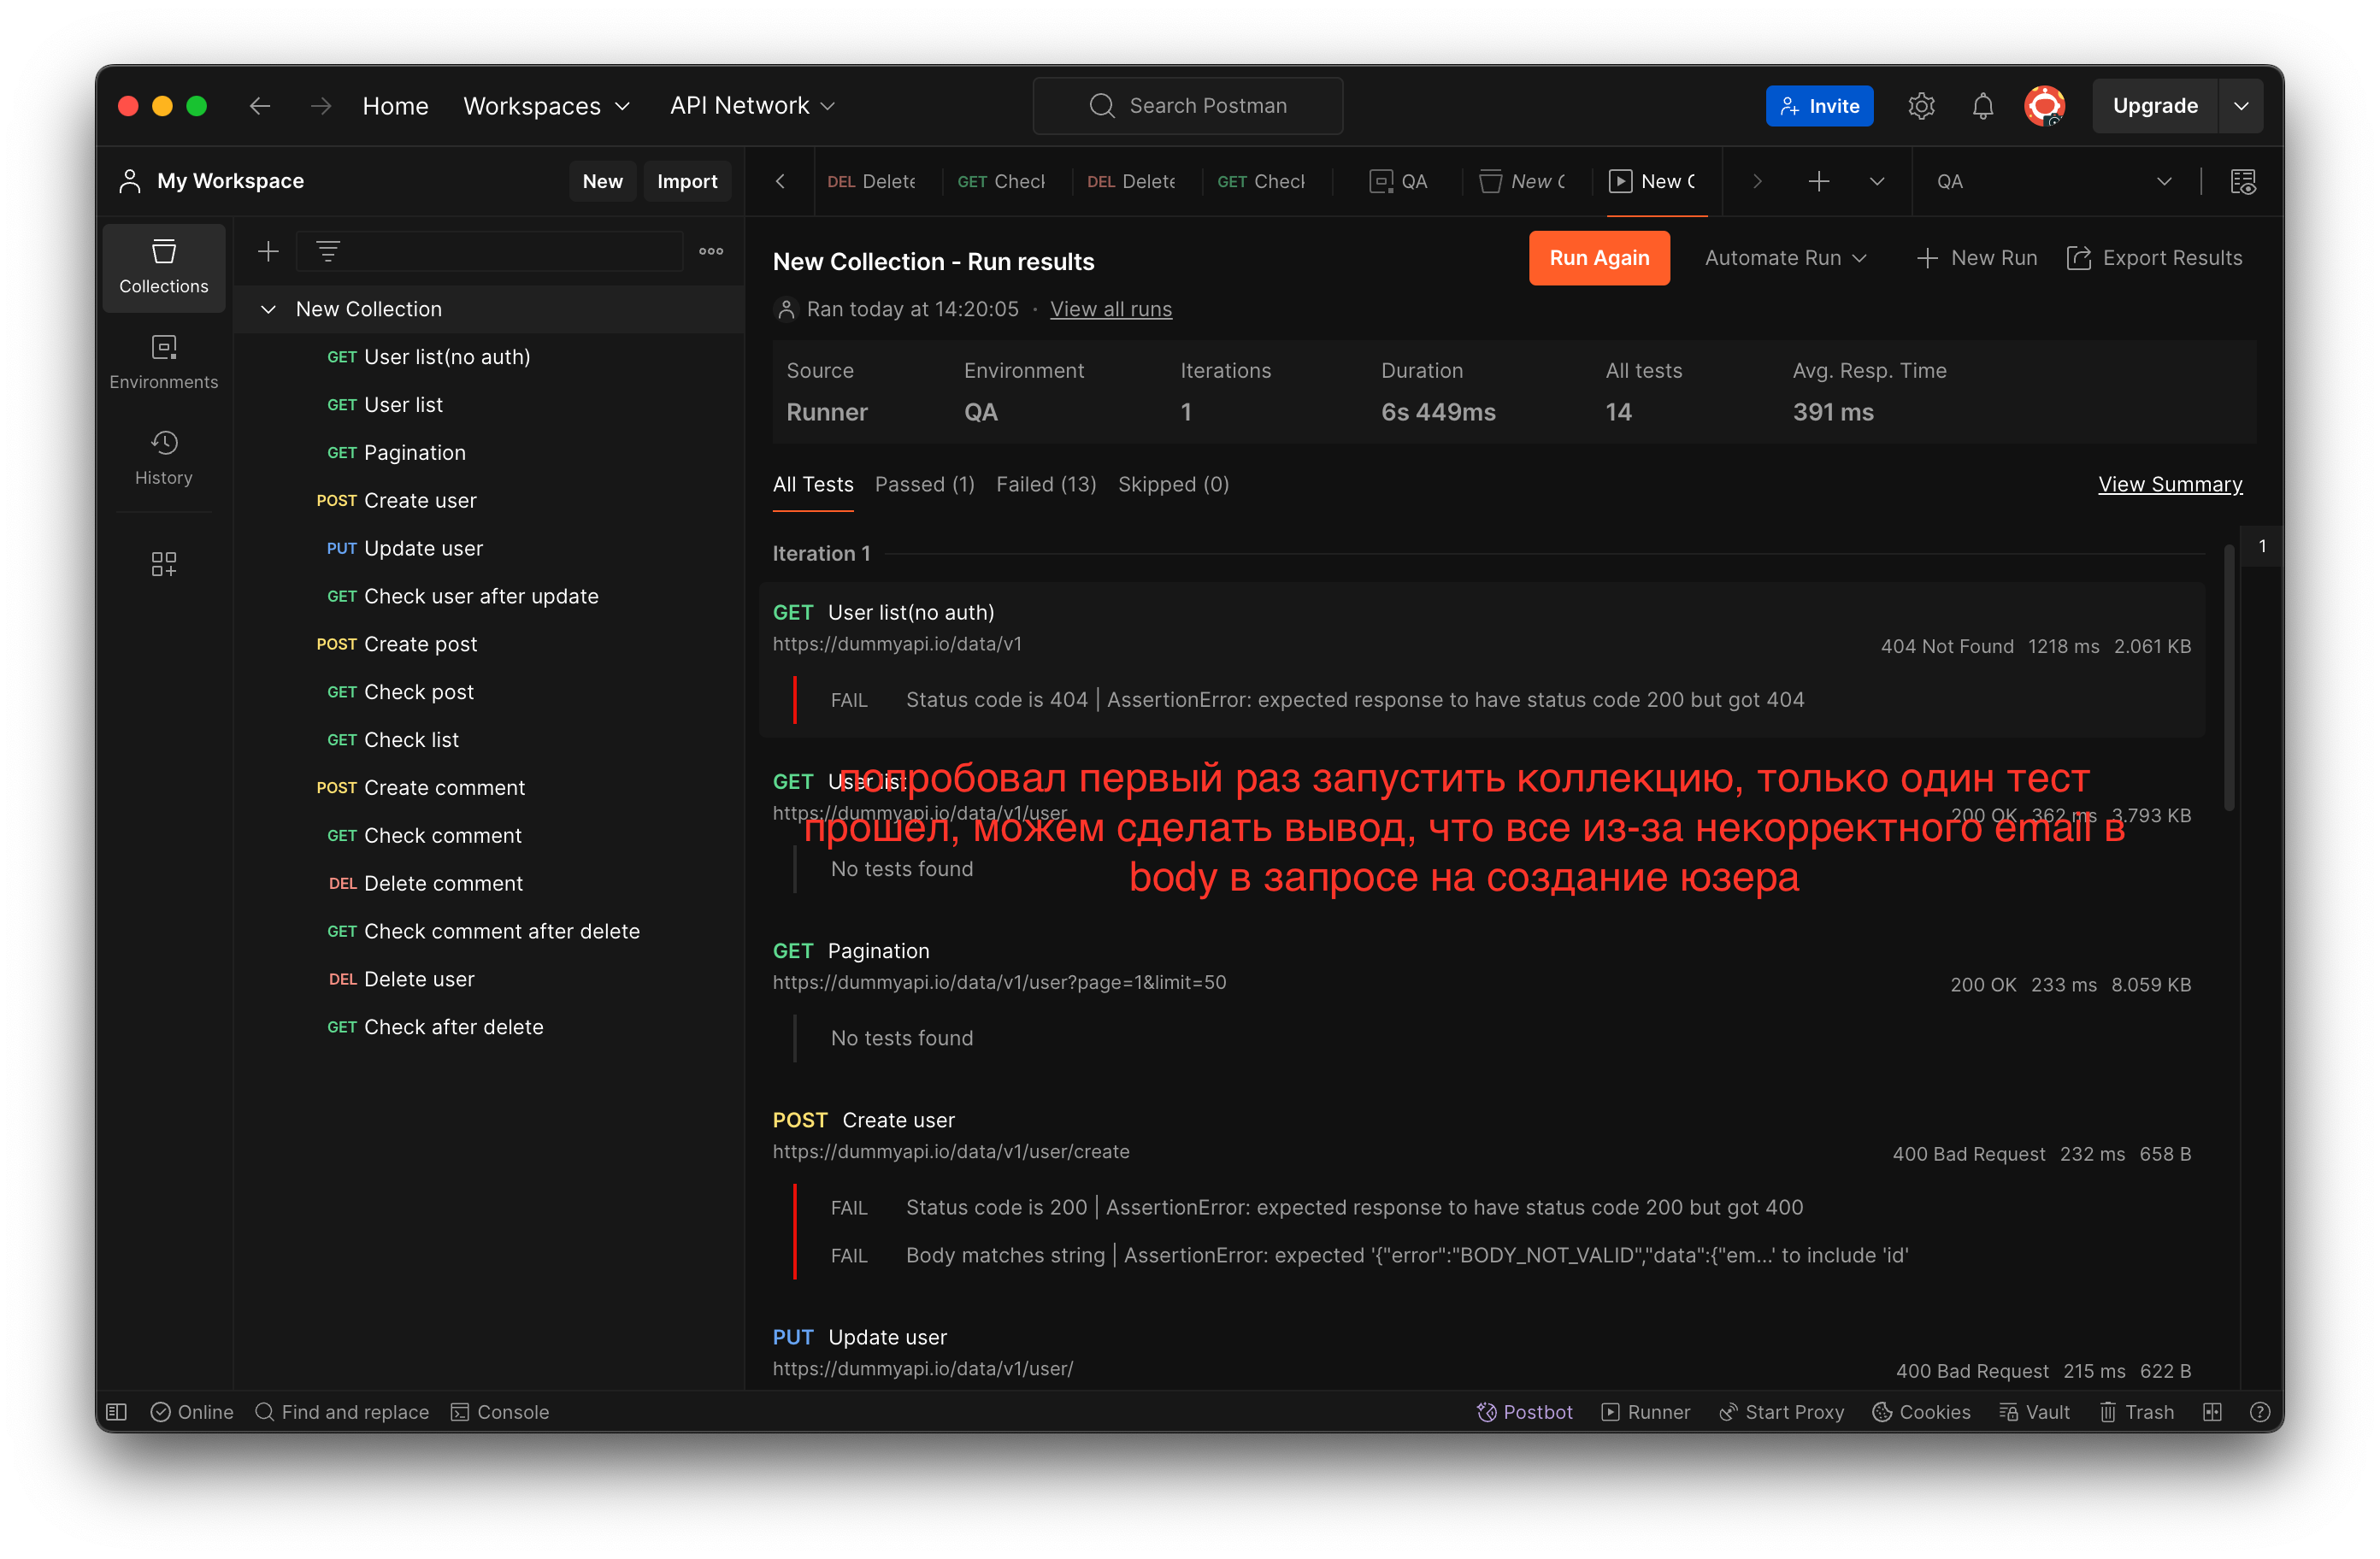 Home Workspaces API Network Search Postman Invite Upgrade
My Workspace New Import
DEL Delete GET Check DEL Delete GET Check QA New C New C QA
Collections
Environments
History
New Collection
GET User list(no auth)
GET User list
GET Pagination
POST Create user
PUT Update user
GET Check user after update
POST Create post
GET Check post
GET Check list
POST Create comment
GET Check comment
DEL Delete comment
GET Check comment after delete
DEL Delete user
GET Check after delete
New Collection - Run results Run Again Automate Run New Run Export Results
Ran today at 14:20:05 · View all runs
Source Environment Iterations Duration All tests Avg. Resp. Time
Runner QA 1 6s 449ms 14 391 ms
All Tests Passed (1) Failed (13) Skipped (0) View Summary
Iteration 1
1
GET User list(no auth)
https://dummyapi.io/data/v1
404 Not Found 1218 ms 2.061 KB
FAIL Status code is 404 | AssertionError: expected response to have status code 200 but got 404
GET User list
https://dummyapi.io/data/v1/user
200 OK 362 ms 3.793 KB
No tests found
попробовал первый раз запустить коллекцию, только один тест
прошел, можем сделать вывод, что все из-за некорректного email в
body в запросе на создание юзера
GET Pagination
https://dummyapi.io/data/v1/user?page=1&limit=50
200 OK 233 ms 8.059 KB
No tests found
POST Create user
https://dummyapi.io/data/v1/user/create
400 Bad Request 232 ms 658 B
FAIL Status code is 200 | AssertionError: expected response to have status code 200 but got 400
FAIL Body matches string | AssertionError: expected '{"error":"BODY_NOT_VALID","data":{"em...' to include 'id'
PUT Update user
https://dummyapi.io/data/v1/user/
400 Bad Request 215 ms 622 B
Online Find and replace Console Postbot Runner Start Proxy Cookies Vault Trash